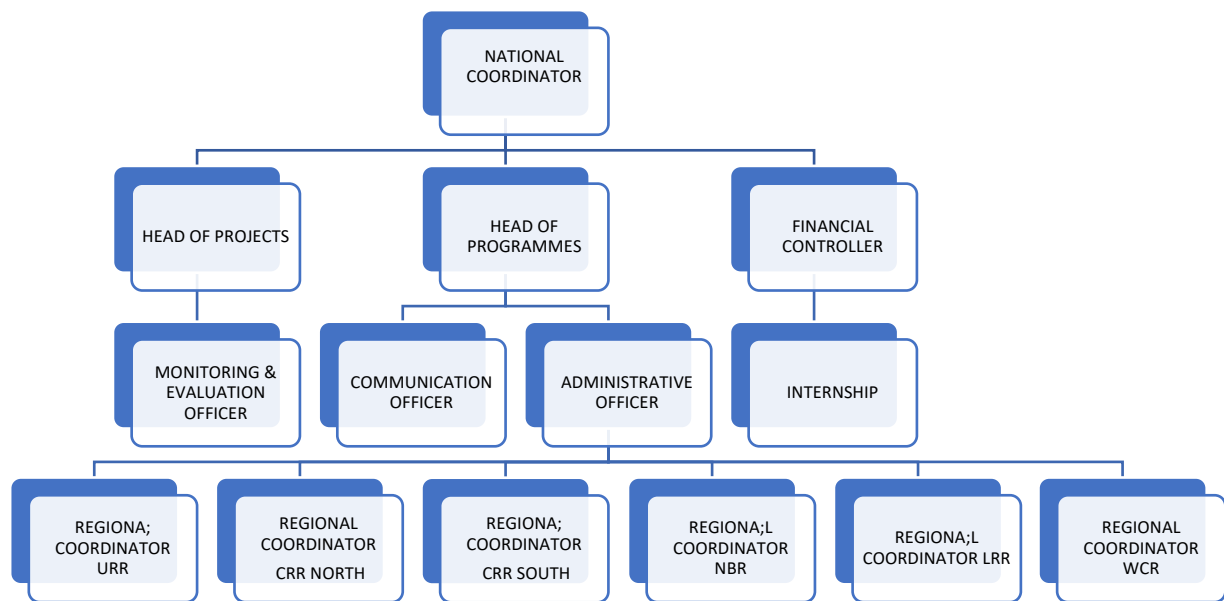 NATIONAL
COORDINATOR
HEAD OF PROJECTS
HEAD OF
PROGRAMMES
FINANCIAL
CONTROLLER
MONITORING &
EVALUATION
OFFICER
COMMUNICATION
OFFICER
ADMINISTRATIVE
OFFICER
INTERNSHIP
REGIONA;
COORDINATOR
URR
REGIONAL
COORDINATOR
CRR NORTH
REGIONA;
COORDINATOR
CRR SOUTH
REGIONA;L
COORDINATOR
NBR
REGIONA;L
COORDINATOR LRR
REGIONAL
COORDINATOR
WCR